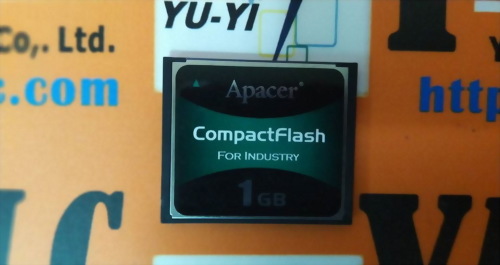 YU-YI
Co,. Ltd.
c.com
http
Apacer
CompactFlash
FOR INDUSTRY
1GB